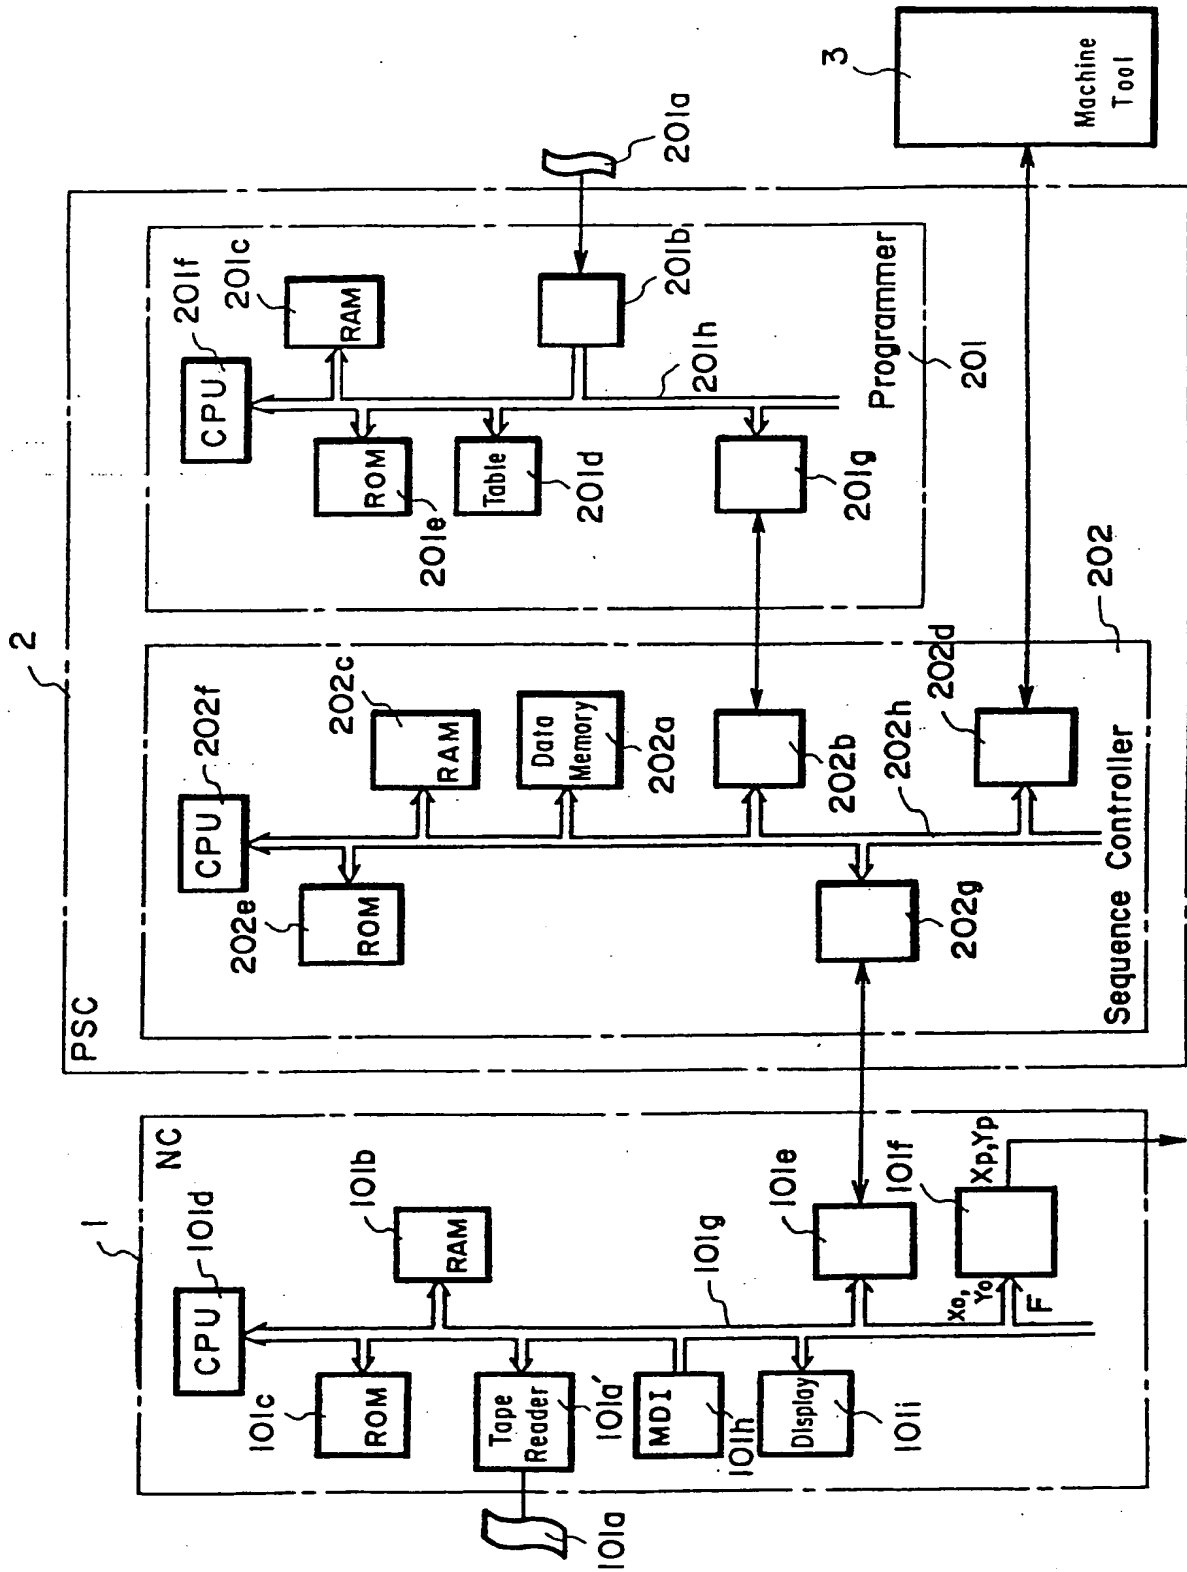 1
NC
CPU
101d
101c
ROM
101b
RAM
Tape
Reader
101a'
101a
101g
MDI
101h
Display
101i
101e
101f
Xo,
Yo
F
Xp,Yp
2
PSC
CPU
202f
202e
ROM
202c
RAM
Data
Memory
202a
202b
202g
202h
202d
Sequence Controller
202
CPU
201f
201c
RAM
ROM
201e
Table
201d
201a
201b
201h
201g
Programmer
201
3
Machine
Tool